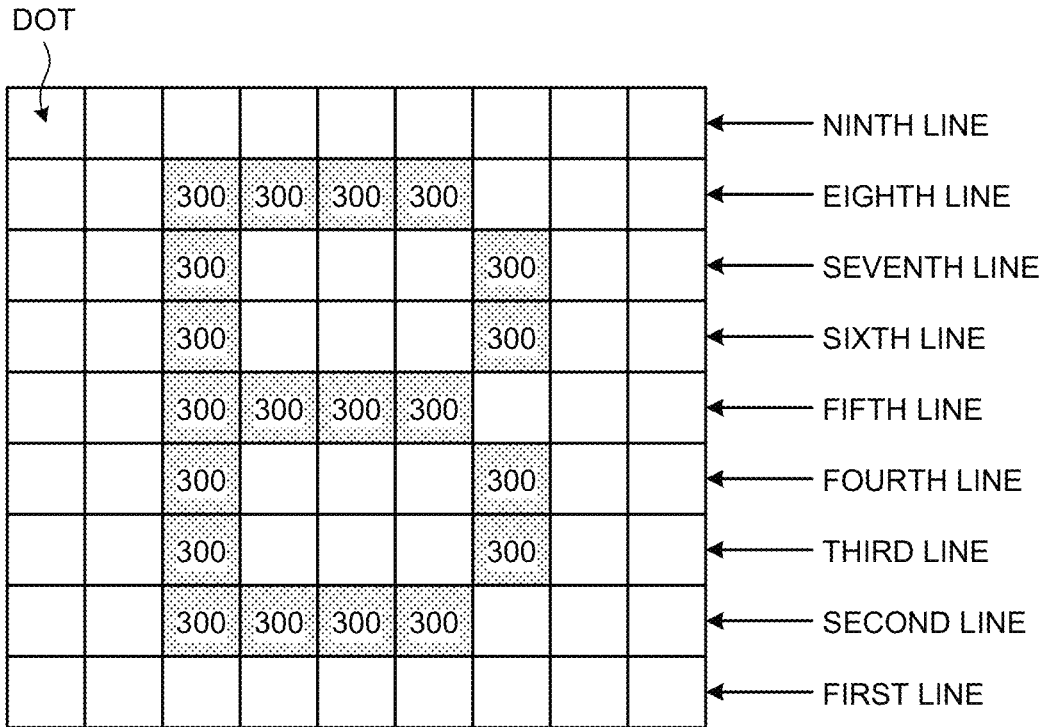 DOT
NINTH LINE
300 300 300 300 EIGHTH LINE
300 300 SEVENTH LINE
300 300 SIXTH LINE
300 300 300 300 FIFTH LINE
300 300 FOURTH LINE
300 300 THIRD LINE
300 300 300 300 SECOND LINE
FIRST LINE